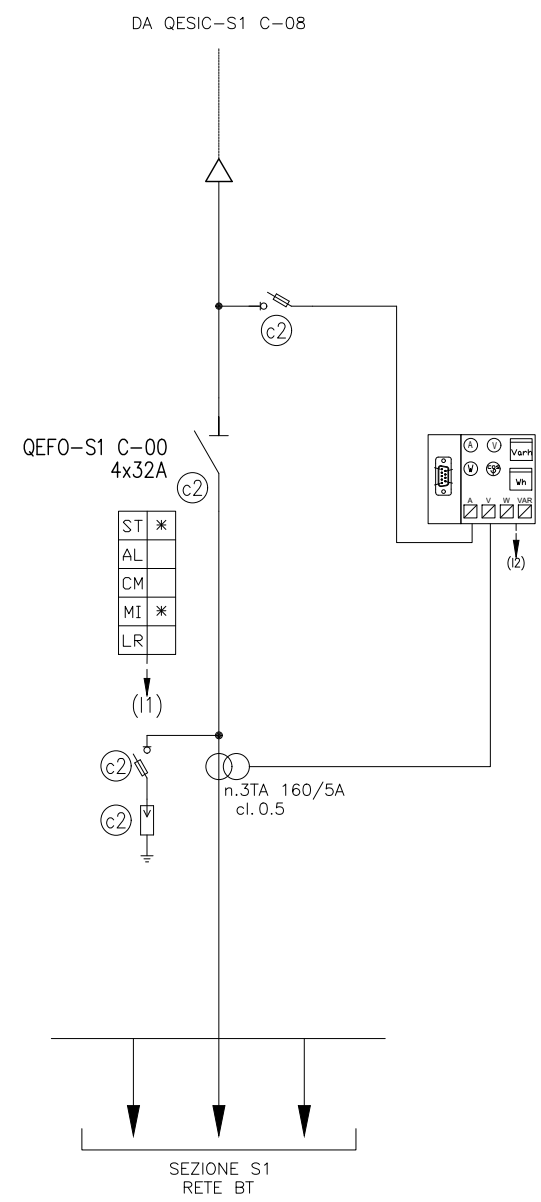 DA QESIC-S1 C-08
c2
QEFO-S1 C-00
4x32A
c2
A V Varh
W cosφ Wh
A V W VAR
(I2)
ST *
AL
CM
MI *
LR
(I1)
c2
n.3TA 160/5A
cl.0.5
c2
SEZIONE S1
RETE BT